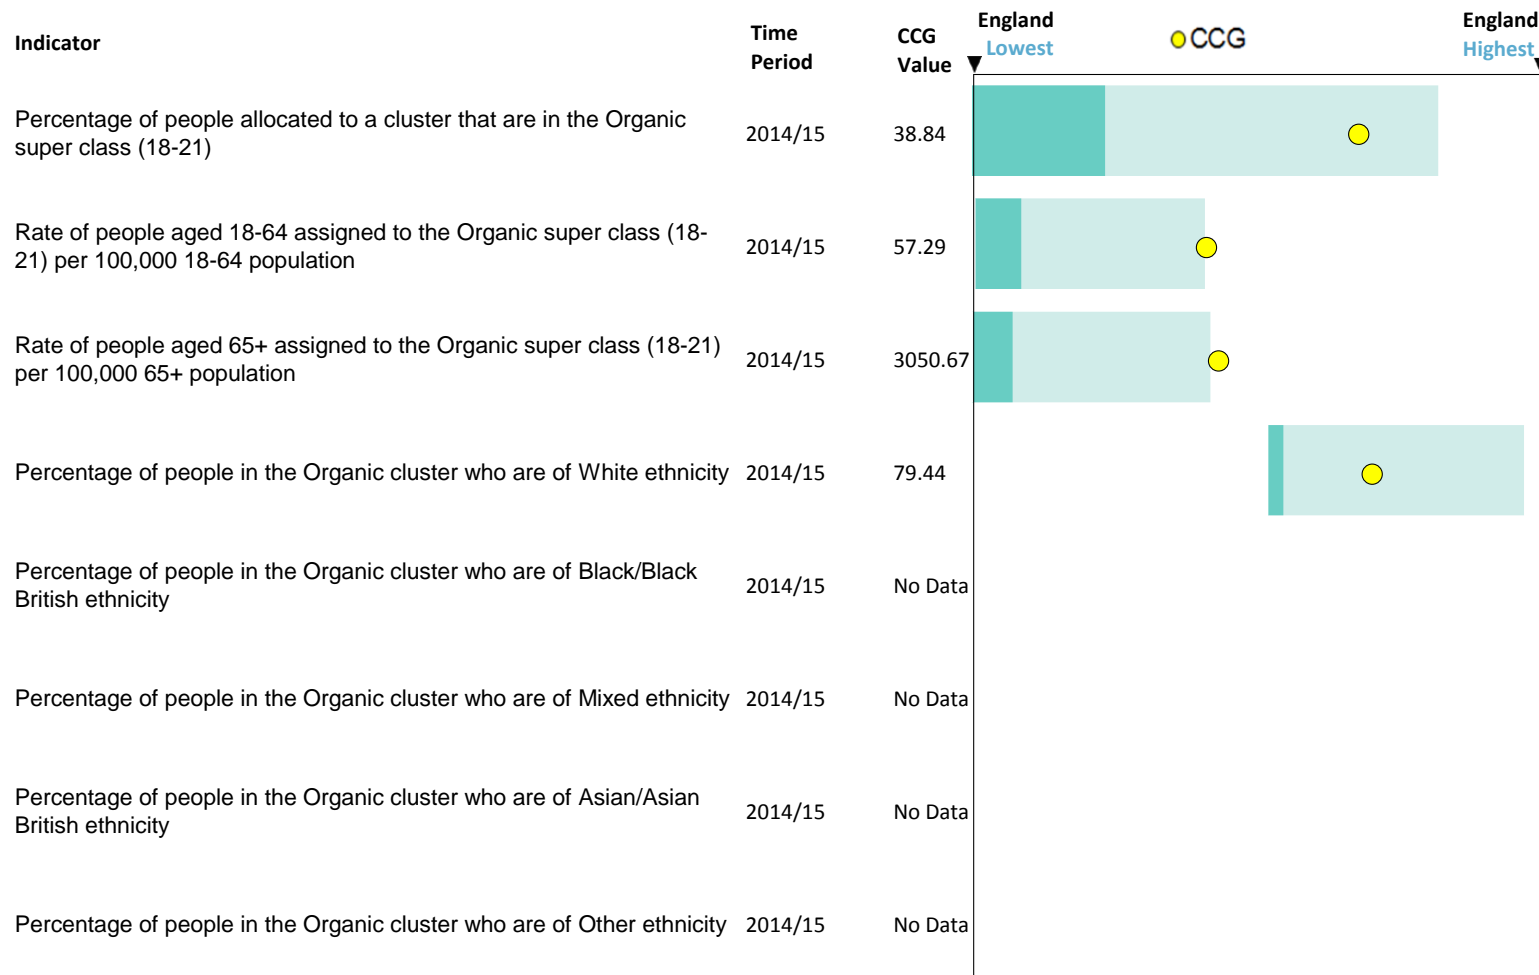 Indicator
Time Period
CCG Value
England Lowest
CCG
England Highest
Percentage of people allocated to a cluster that are in the Organic
super class (18-21)
2014/15
38.84
Rate of people aged 18-64 assigned to the Organic super class (18-
21) per 100,000 18-64 population
2014/15
57.29
Rate of people aged 65+ assigned to the Organic super class (18-21)
per 100,000 65+ population
2014/15
3050.67
Percentage of people in the Organic cluster who are of White ethnicity
2014/15
79.44
Percentage of people in the Organic cluster who are of Black/Black
British ethnicity
2014/15
No Data
Percentage of people in the Organic cluster who are of Mixed ethnicity
2014/15
No Data
Percentage of people in the Organic cluster who are of Asian/Asian
British ethnicity
2014/15
No Data
Percentage of people in the Organic cluster who are of Other ethnicity
2014/15
No Data